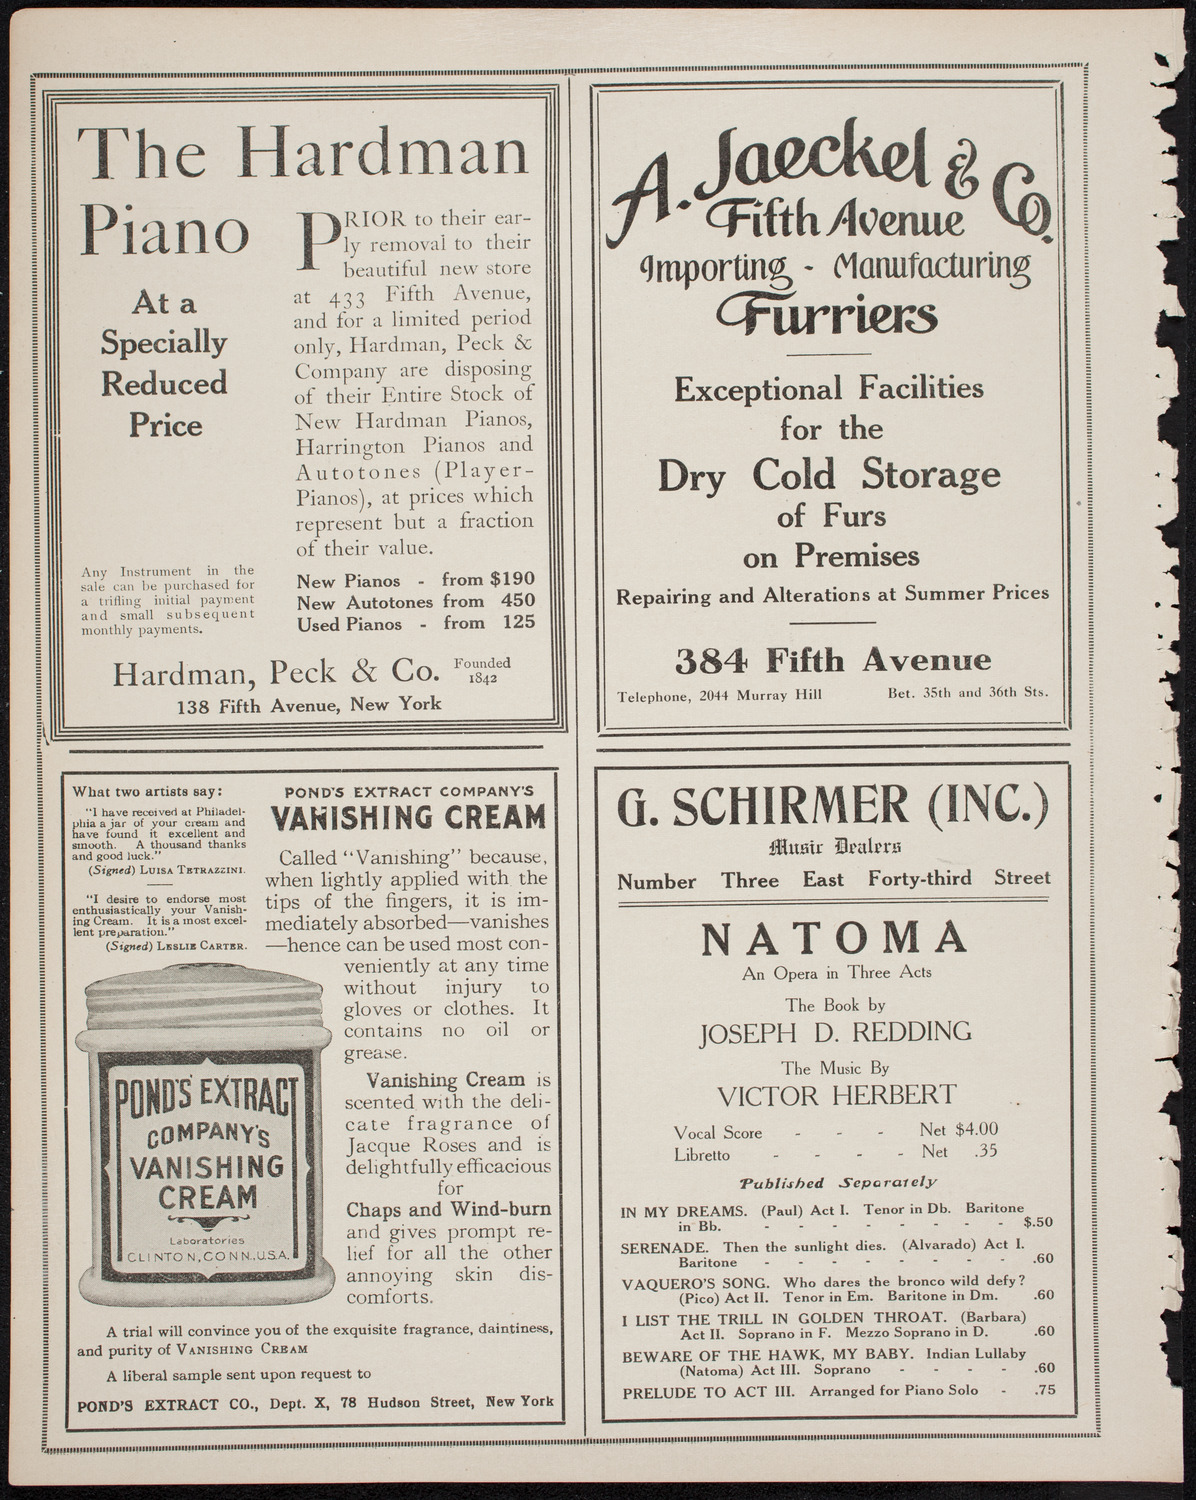 The Hardman
Piano
At a
Specially
Reduced
Price
PRIOR to their ear-
ly removal to their
beautiful new store
at 433 Fifth Avenue,
and for a limited period
only, Hardman, Peck &
Company are disposing
of their Entire Stock of
New Hardman Pianos,
Harrington Pianos and
Autotones (Player-
Pianos), at prices which
represent but a fraction
of their value.
Any Instrument in the
sale can be purchased for
a trifling initial payment
and small subsequent
monthly payments.
New Pianos - from $190
New Autotones from 450
Used Pianos - from 125
Hardman, Peck & Co. Founded
1842
138 Fifth Avenue, New York
A. Jaeckel & Co.
Fifth Avenue
Importing - Manufacturing
Furriers
Exceptional Facilities
for the
Dry Cold Storage
of Furs
on Premises
Repairing and Alterations at Summer Prices
384 Fifth Avenue
Telephone, 2044 Murray Hill Bet. 35th and 36th Sts.
What two artists say:
"I have received at Philadel-
phia a jar of your cream and
have found it excellent and
smooth. A thousand thanks
and good luck."
(Signed) LUISA TETRAZZINI.
"I desire to endorse most
enthusiastically your Vanish-
ing Cream. It is a most excel-
lent preparation."
(Signed) LESLIE CARTER.
POND'S EXTRACT COMPANY'S
VANISHING CREAM
Called "Vanishing" because,
when lightly applied with the
tips of the fingers, it is im-
mediately absorbed—vanishes
—hence can be used most con-
veniently at any time
without injury to
gloves or clothes. It
contains no oil or
grease.
Vanishing Cream is
scented with the deli-
cate fragrance of
Jacque Roses and is
delightfully efficacious
for
Chaps and Wind-burn
and gives prompt re-
lief for all the other
annoying skin dis-
comforts.
POND'S EXTRACT
COMPANY'S
VANISHING
CREAM
Laboratories
CLINTON, CONN., U.S.A.
A trial will convince you of the exquisite fragrance, daintiness,
and purity of VANISHING CREAM
A liberal sample sent upon request to
POND'S EXTRACT CO., Dept. X, 78 Hudson Street, New York
G. SCHIRMER (INC.)
Music Dealers
Number Three East Forty-third Street
NATOMA
An Opera in Three Acts
The Book by
JOSEPH D. REDDING
The Music By
VICTOR HERBERT
Vocal Score - - - Net $4.00
Libretto - - - - Net .35
Published Separately
IN MY DREAMS. (Paul) Act I. Tenor in Db. Baritone
in Bb. - - - - - - - - - $.50
SERENADE. Then the sunlight dies. (Alvarado) Act I.
Baritone - - - - - - - - .60
VAQUERO'S SONG. Who dares the bronco wild defy?
(Pico) Act II. Tenor in Em. Baritone in Dm. .60
I LIST THE TRILL IN GOLDEN THROAT. (Barbara)
Act II. Soprano in F. Mezzo Soprano in D. .60
BEWARE OF THE HAWK, MY BABY. Indian Lullaby
(Natoma) Act III. Soprano - - - - .60
PRELUDE TO ACT III. Arranged for Piano Solo - .75